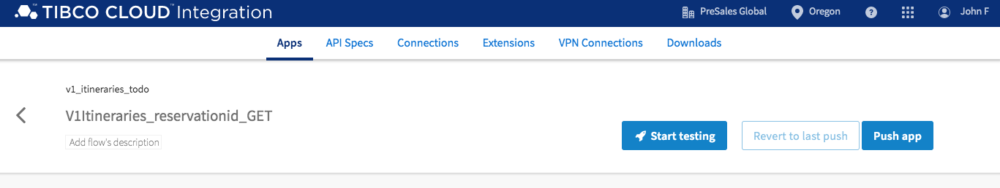 TIBCO CLOUD™ Integration
PreSales Global
Oregon
?
John F
Apps
API Specs
Connections
Extensions
VPN Connections
Downloads
v1_itineraries_todo
V1Itineraries_reservationid_GET
Add flow's description
Start testing
Revert to last push
Push app